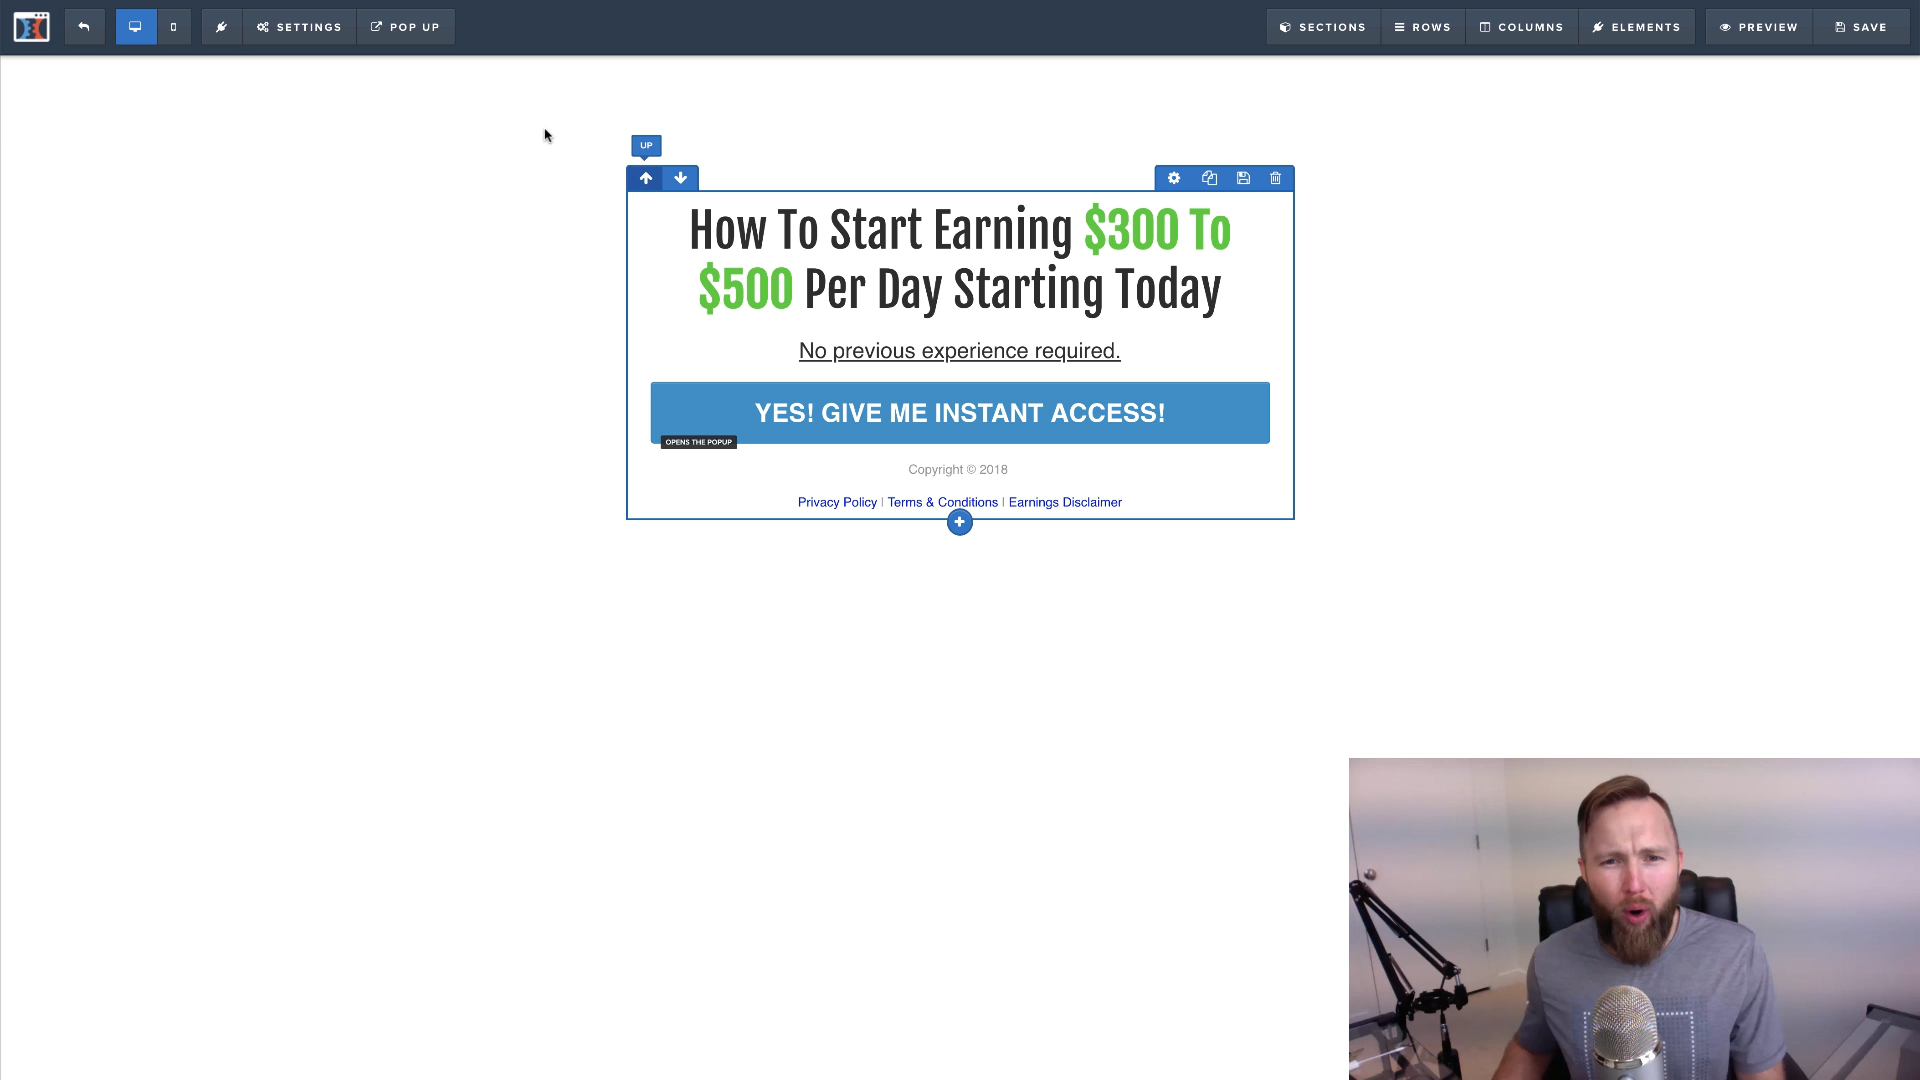 SETTINGS
POP UP
SECTIONS
ROWS
COLUMNS
ELEMENTS
PREVIEW
SAVE
UP
How To Start Earning $300 To
$500 Per Day Starting Today
No previous experience required.
YES! GIVE ME INSTANT ACCESS!
OPENS THE POPUP
Copyright © 2018
Privacy Policy | Terms & Conditions | Earnings Disclaimer